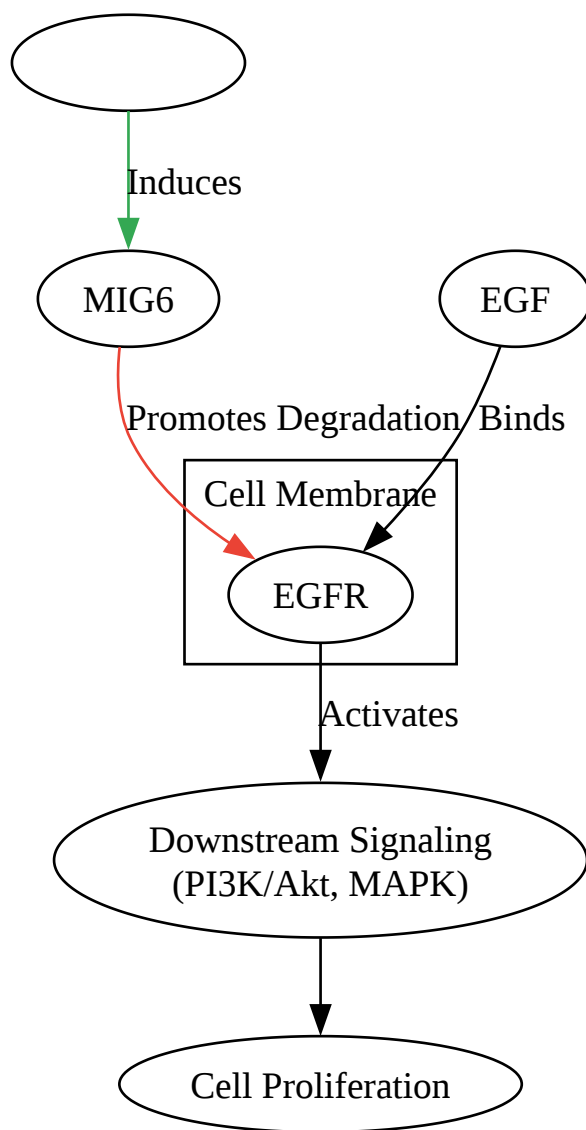 Induces
MIG6
EGF
Promotes Degradation
Binds
Cell Membrane
EGFR
Activates
Downstream Signaling
(PI3K/Akt, MAPK)
Cell Proliferation